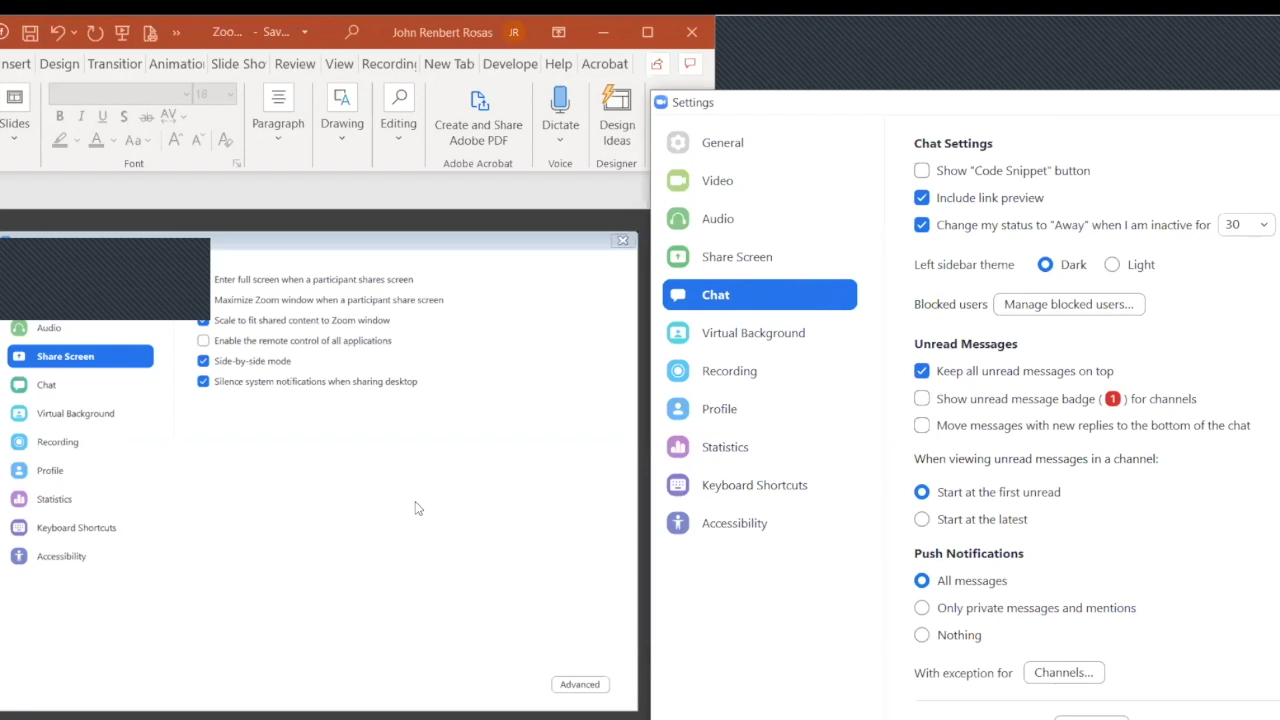 Zoo... - Sav...
John Renbert Rosas JR
nsert Design Transition Animation Slide Sho Review View Recording New Tab Develope Help Acrobat
18
B I U S ab AV
A Aa A A A
Slides
Paragraph
Drawing
Editing
Create and Share
Adobe PDF
Dictate
Design
Ideas
Font
Adobe Acrobat
Voice
Designer
Enter full screen when a participant shares screen
Maximize Zoom window when a participant share screen
Scale to fit shared content to Zoom window
Enable the remote control of all applications
Side-by-side mode
Silence system notifications when sharing desktop
Audio
Share Screen
Chat
Virtual Background
Recording
Profile
Statistics
Keyboard Shortcuts
Accessibility
Advanced
Settings
General
Video
Audio
Share Screen
Chat
Virtual Background
Recording
Profile
Statistics
Keyboard Shortcuts
Accessibility
Chat Settings
Show "Code Snippet" button
Include link preview
Change my status to "Away" when I am inactive for 30
Left sidebar theme Dark Light
Blocked users Manage blocked users...
Unread Messages
Keep all unread messages on top
Show unread message badge ( 1 ) for channels
Move messages with new replies to the bottom of the chat
When viewing unread messages in a channel:
Start at the first unread
Start at the latest
Push Notifications
All messages
Only private messages and mentions
Nothing
With exception for Channels...